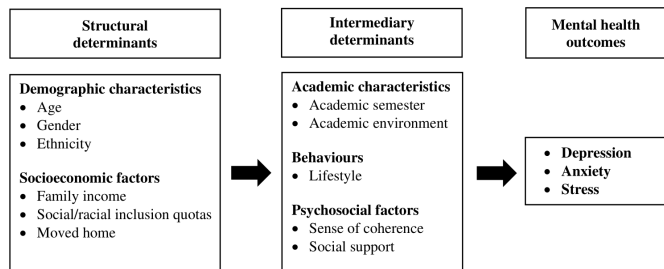 Structural
determinants
Demographic characteristics
• Age
• Gender
• Ethnicity
Socioeconomic factors
• Family income
• Social/racial inclusion quotas
• Moved home
Intermediary
determinants
Academic characteristics
• Academic semester
• Academic environment
Behaviours
• Lifestyle
Psychosocial factors
• Sense of coherence
• Social support
Mental health
outcomes
• Depression
• Anxiety
• Stress